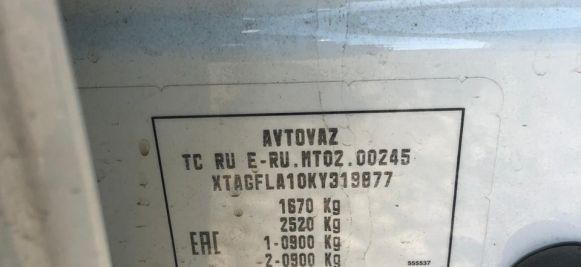 AVTOVAZ
TC RU E-RU.MT02.00245
XTAGFLA10KY319877
1670 Kg
2520 Kg
EAC 1-0900 Kg
2-0900 Kg
555537